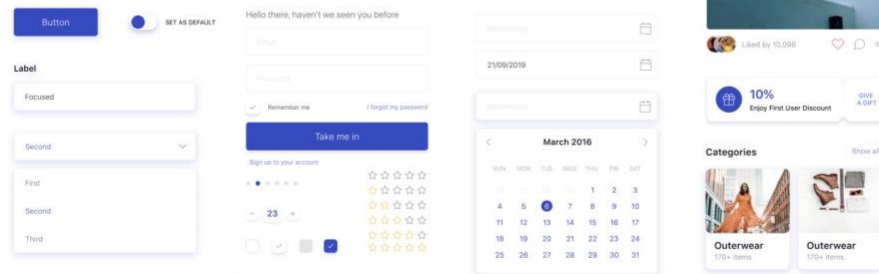 Button
SET AS DEFAULT
Label
Focused
Second
First
Second
Third
Hello there, haven't we seen you before
Email
Password
Remember me
I forgot my password
Take me in
Sign up to your account
- 23 +
21/09/2019
< March 2016 >
SUN MON TUE WED THU FRI SAT
1 2 3
4 5 6 7 8 9 10
11 12 13 14 15 16 17
18 19 20 21 22 23 24
25 26 27 28 29 30 31
Liked by 10,096
10%
Enjoy First User Discount
GIVE
A GIFT
Categories
Show all
Outerwear
170+ items
Outerwear
170+ items